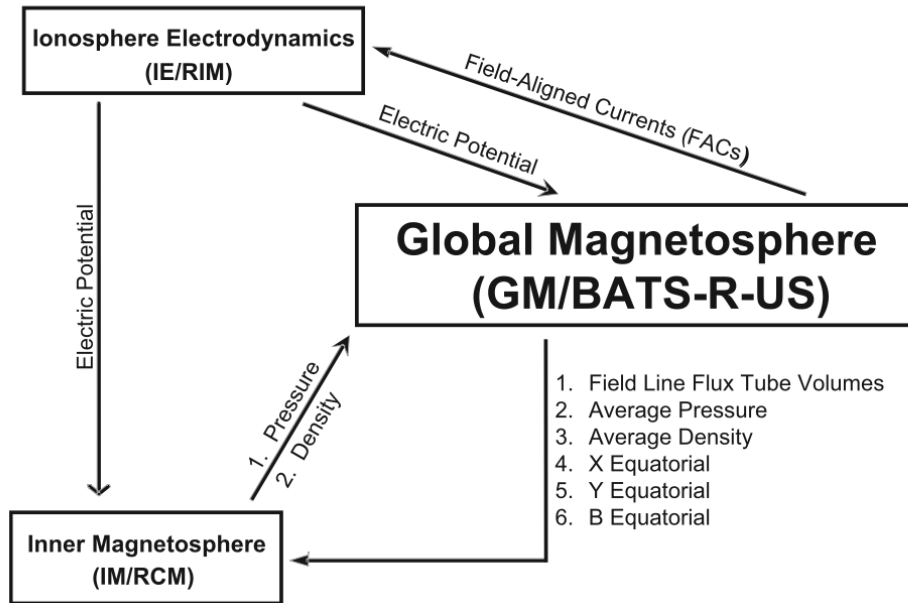 Ionosphere Electrodynamics
(IE/RIM)
Field-Aligned Currents (FACs)
Electric Potential
Electric Potential
Global Magnetosphere
(GM/BATS-R-US)
1. Pressure
2. Density
1. Field Line Flux Tube Volumes
2. Average Pressure
3. Average Density
4. X Equatorial
5. Y Equatorial
6. B Equatorial
Inner Magnetosphere
(IM/RCM)